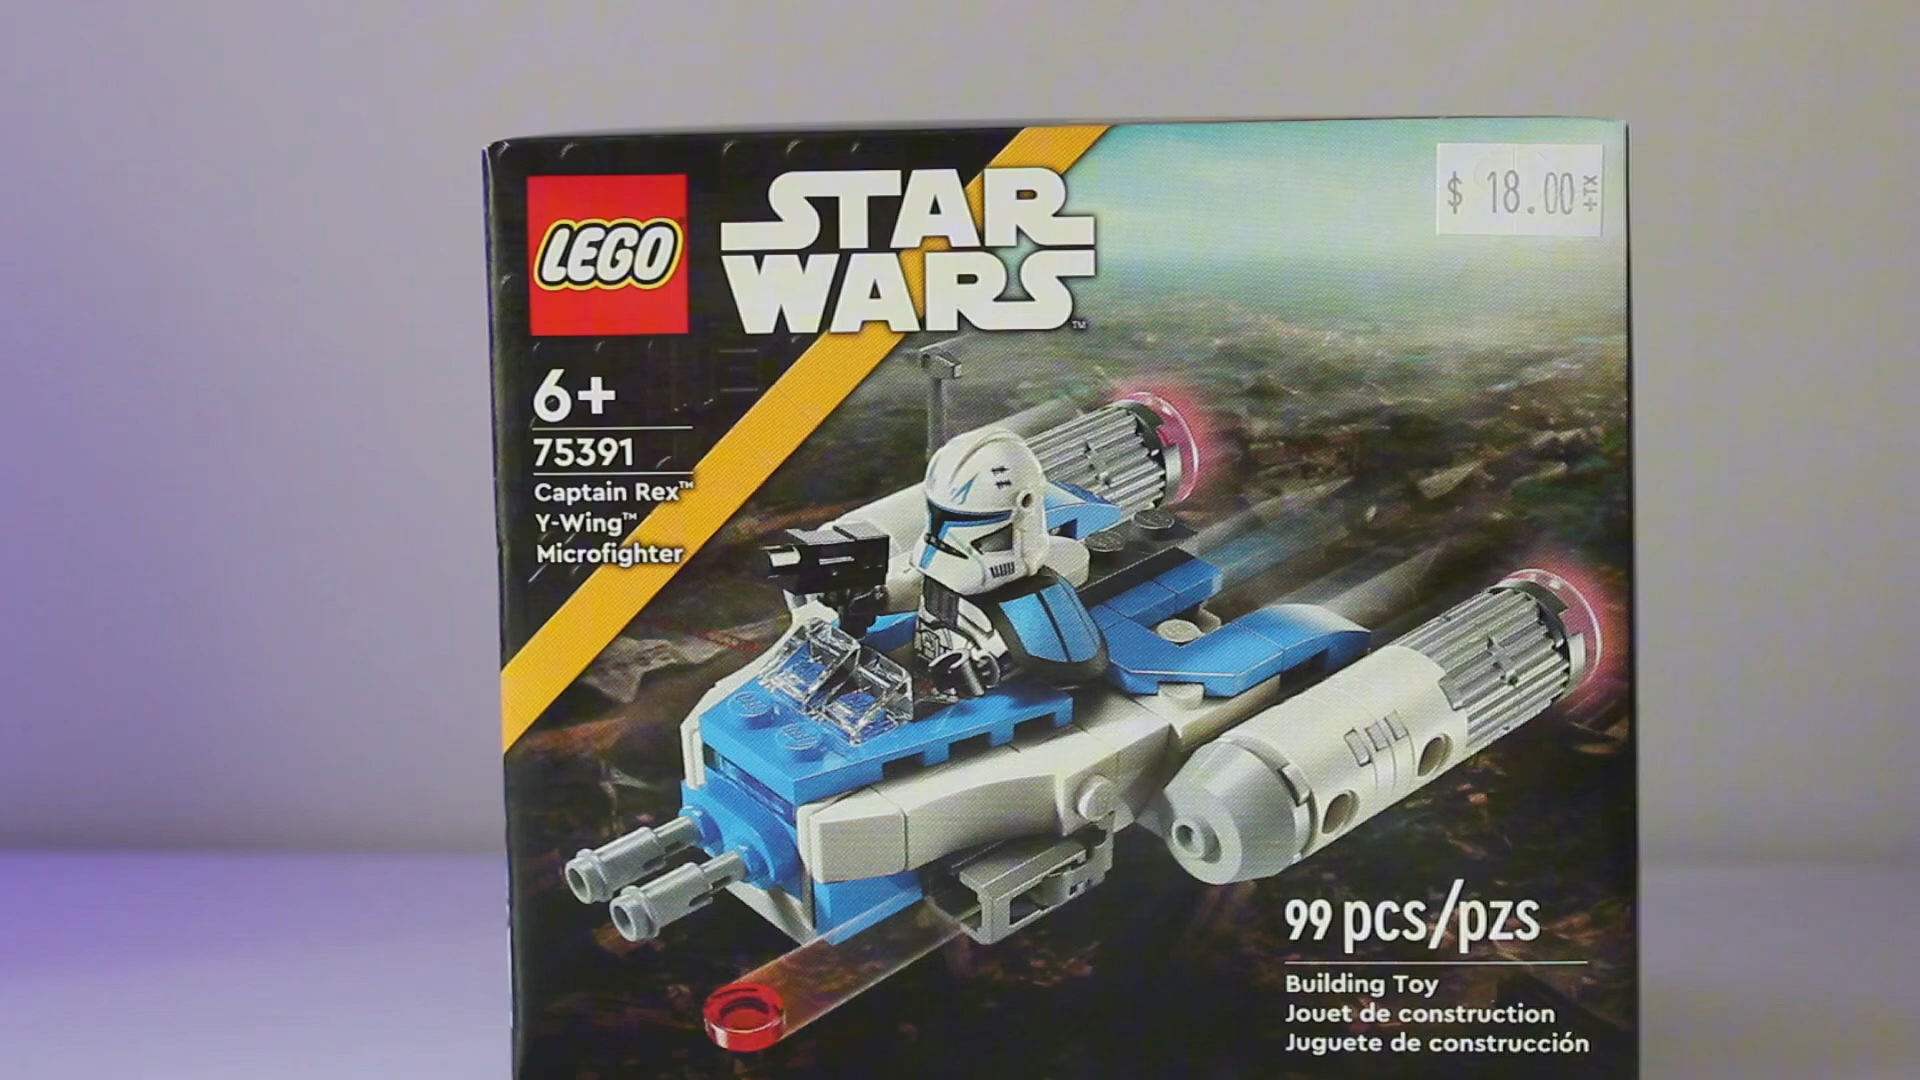 LEGO
STAR
WARS™
$ 18.00 +TX
6+
75391
Captain Rex™
Y-Wing™
Microfighter
99 pcs/pzs
Building Toy
Jouet de construction
Juguete de construcción